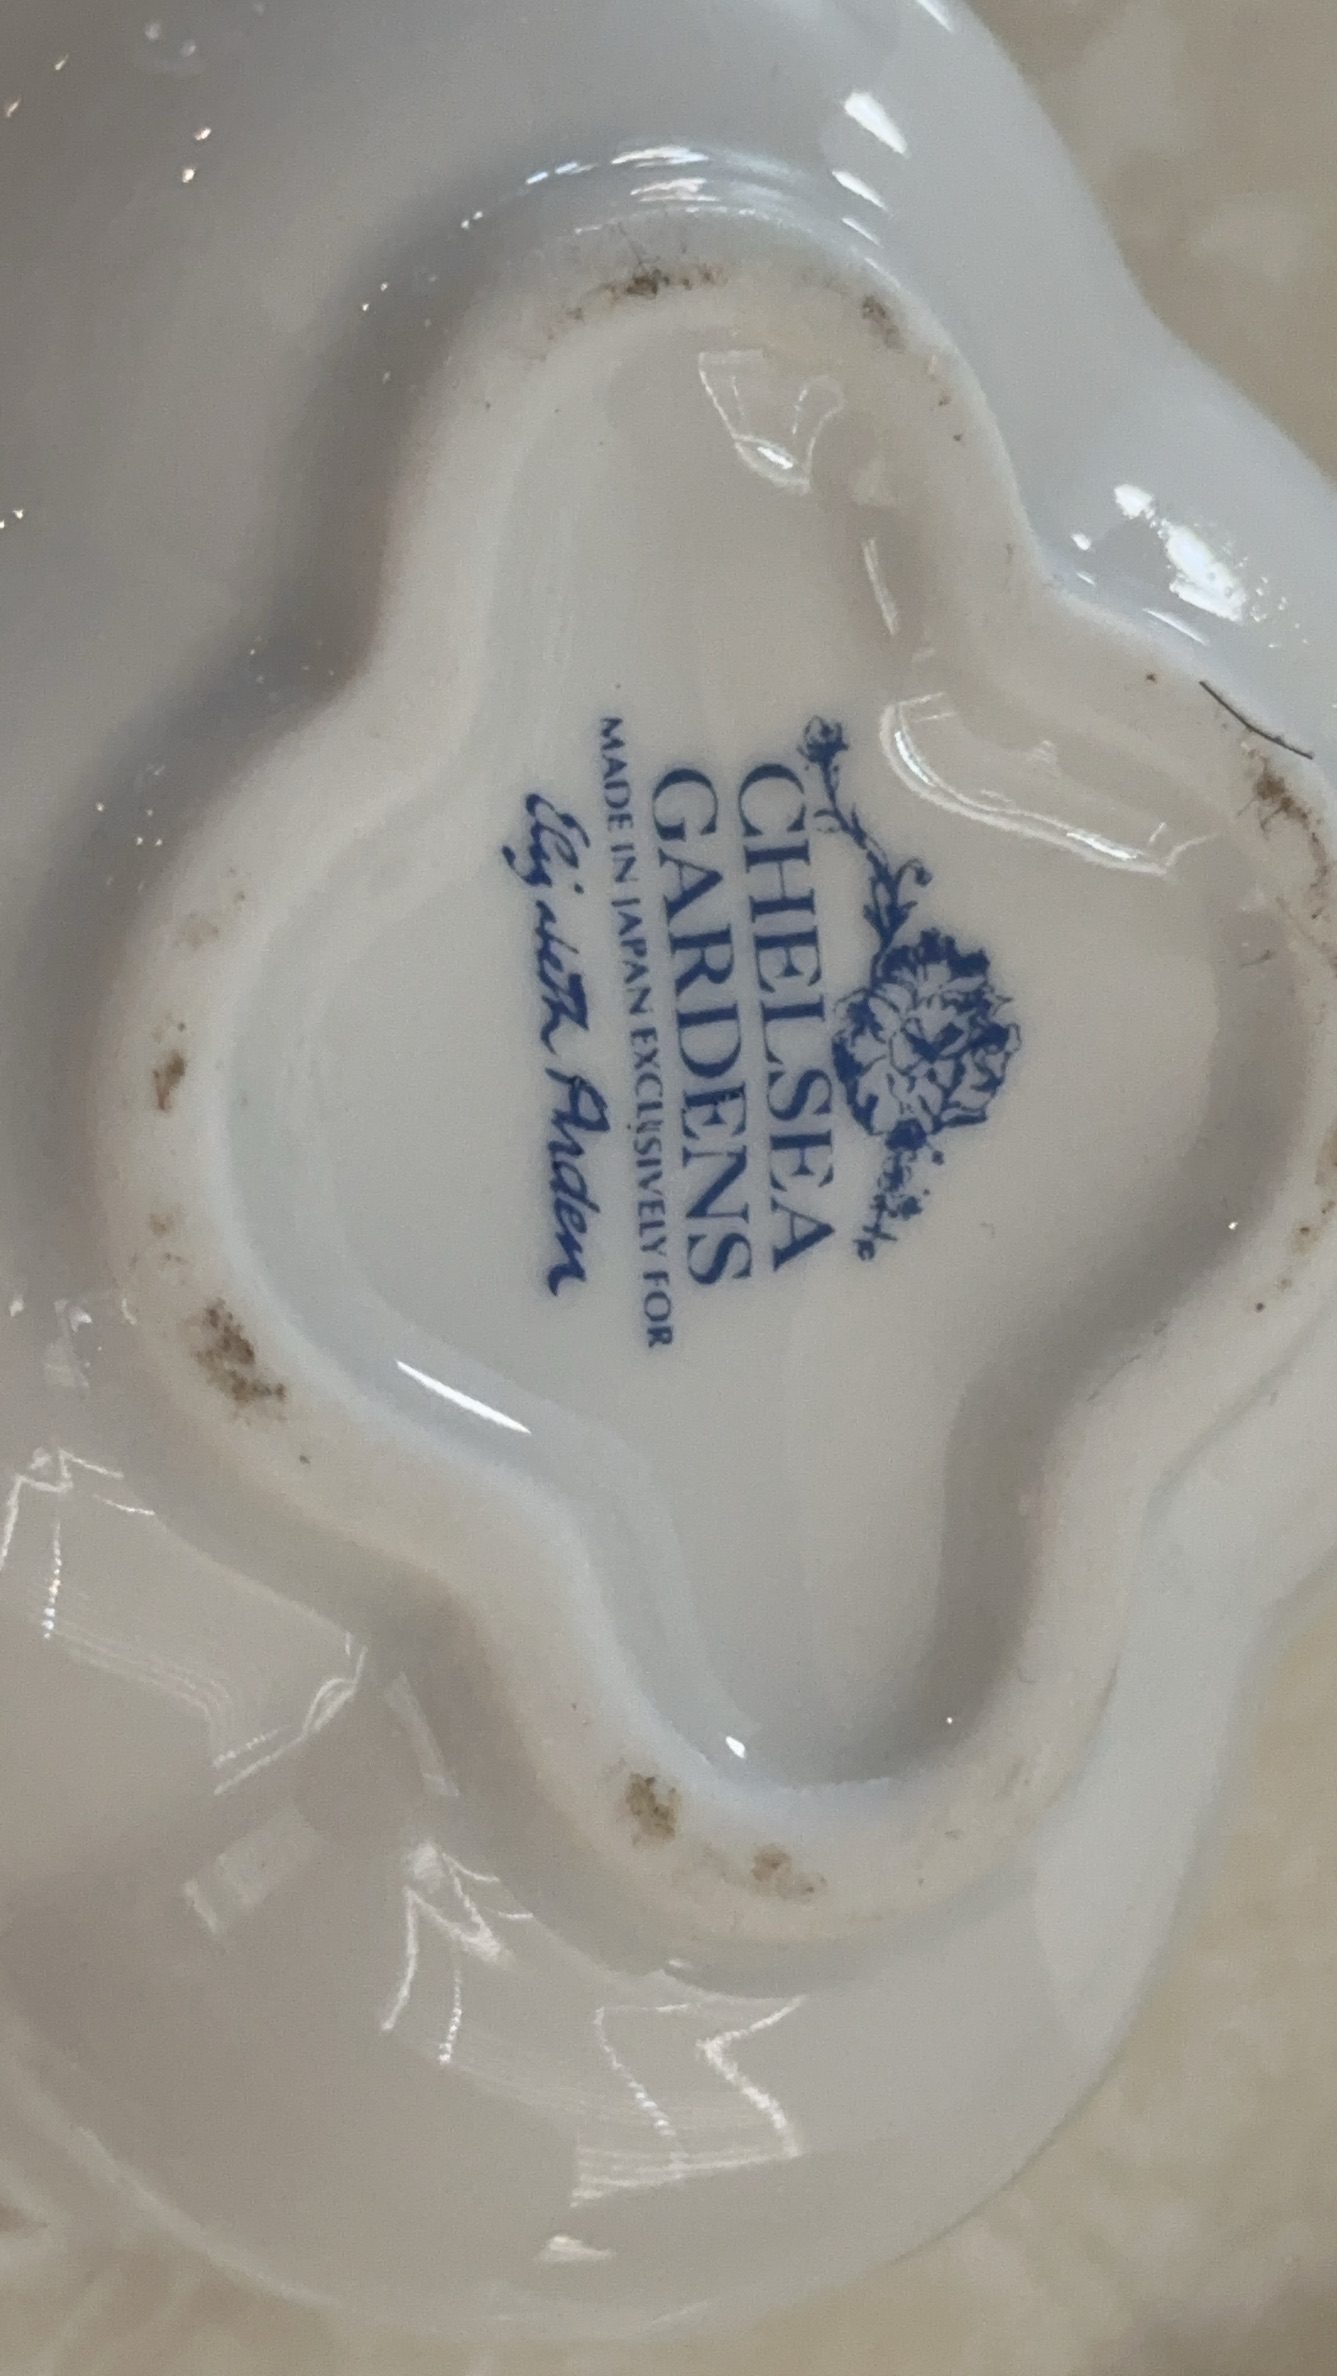 CHELSEA
GARDENS
MADE IN JAPAN EXCLUSIVELY FOR
Elizabeth Arden